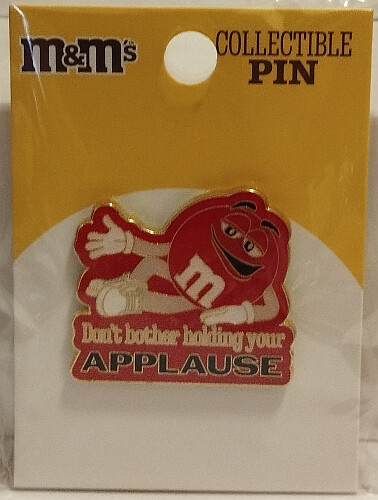 m&m's
COLLECTIBLE
PIN
m
Don't bother holding your
APPLAUSE